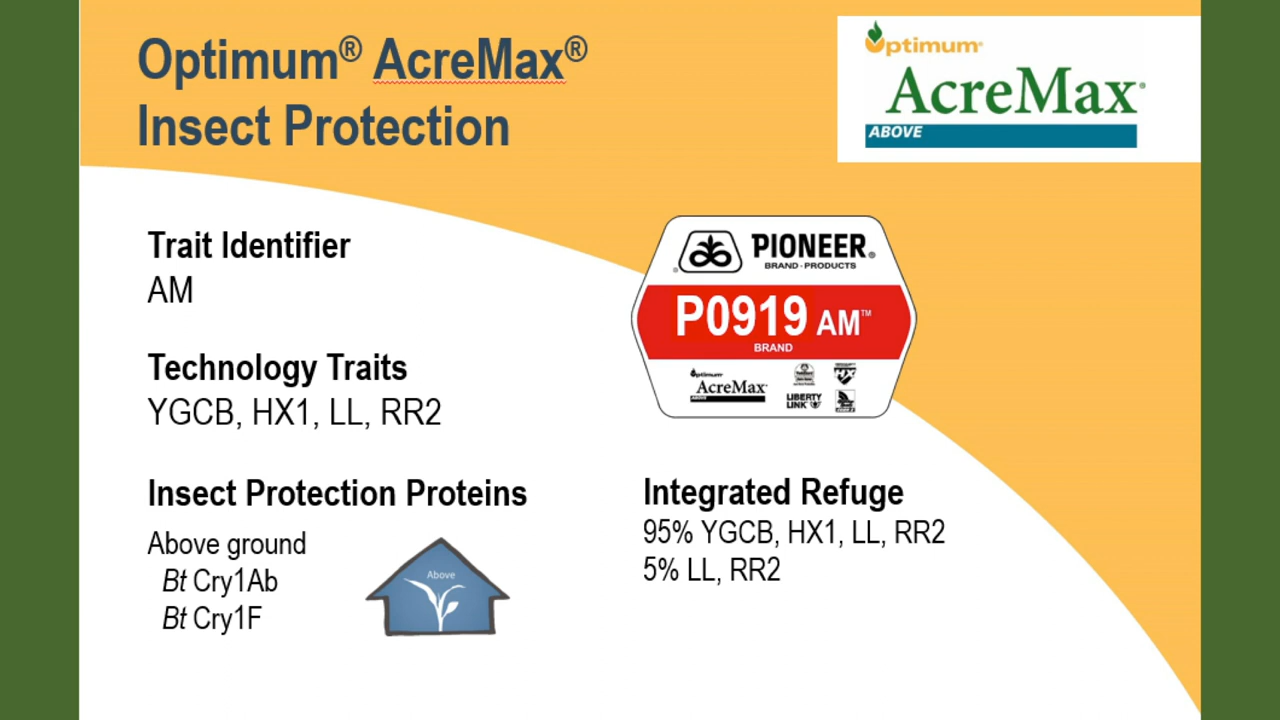 Optimum® AcreMax®
Insect Protection
Optimum®
AcreMax®
ABOVE
Trait Identifier
AM
PIONEER®
BRAND · PRODUCTS
P0919 AM™
BRAND
Technology Traits
YGCB, HX1, LL, RR2
Optimum
AcreMax®
ABOVE
HX
LIBERTY
LINK
Insect Protection Proteins
Above ground
Bt Cry1Ab
Bt Cry1F
Above
Integrated Refuge
95% YGCB, HX1, LL, RR2
5% LL, RR2